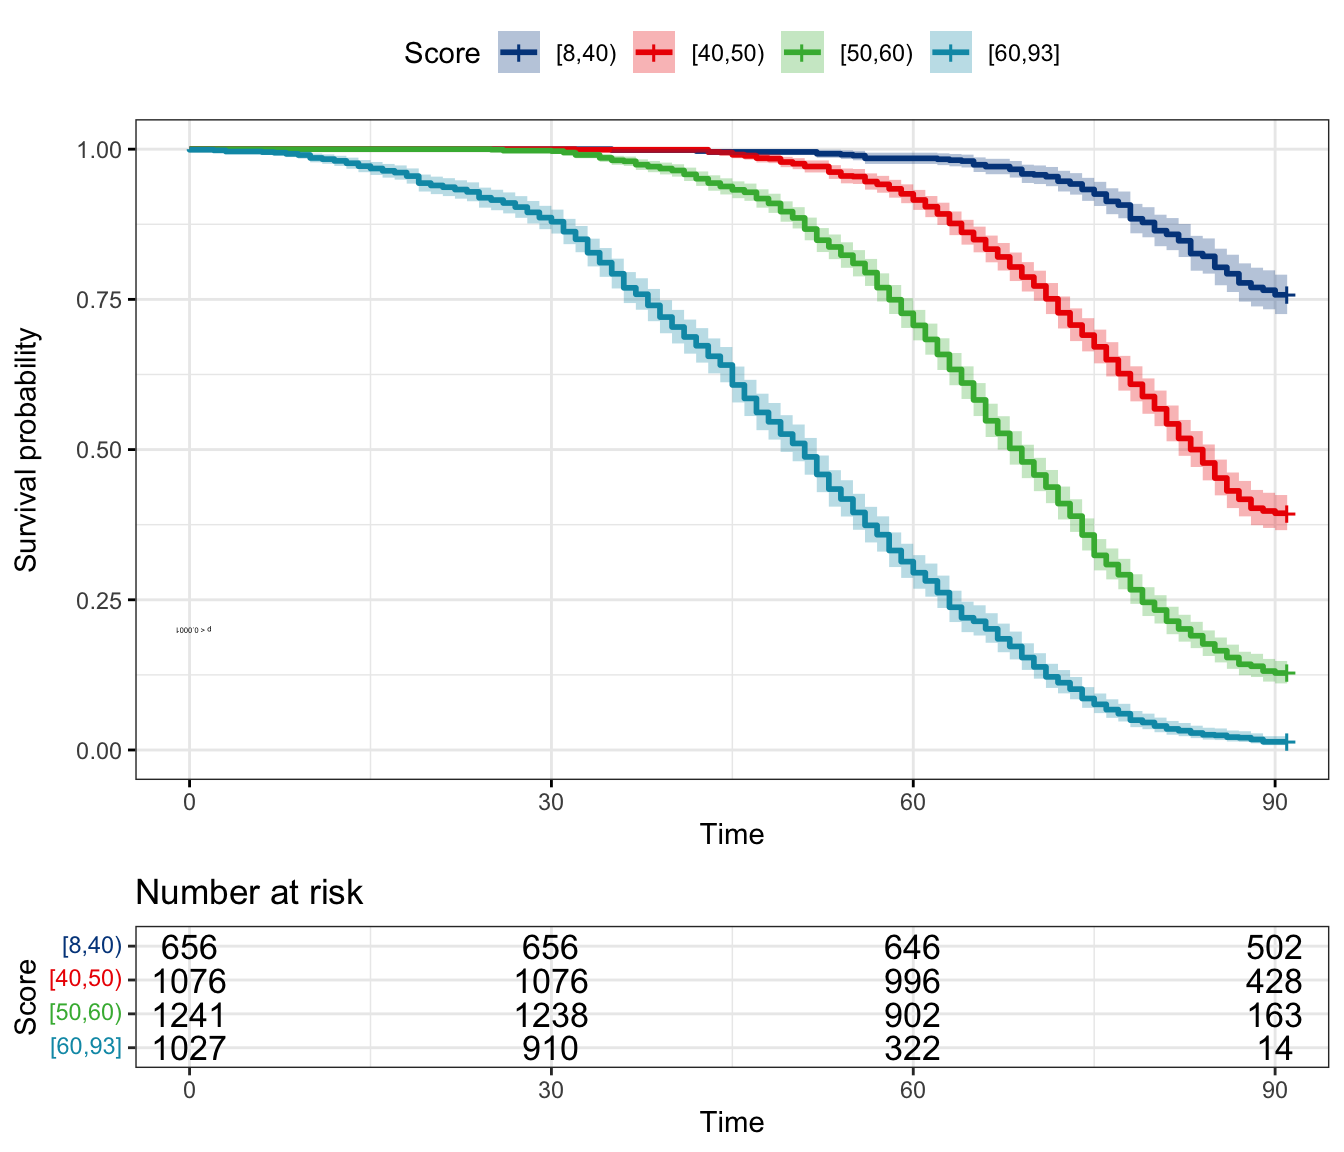 Score [8,40) [40,50) [50,60) [60,93]
Survival probability
1.00
0.75
0.50
0.25
0.00
p < 0.0001
0 30 60 90
Time
Number at risk
Score
[8,40) 656 656 646 502
[40,50) 1076 1076 996 428
[50,60) 1241 1238 902 163
[60,93] 1027 910 322 14
0 30 60 90
Time